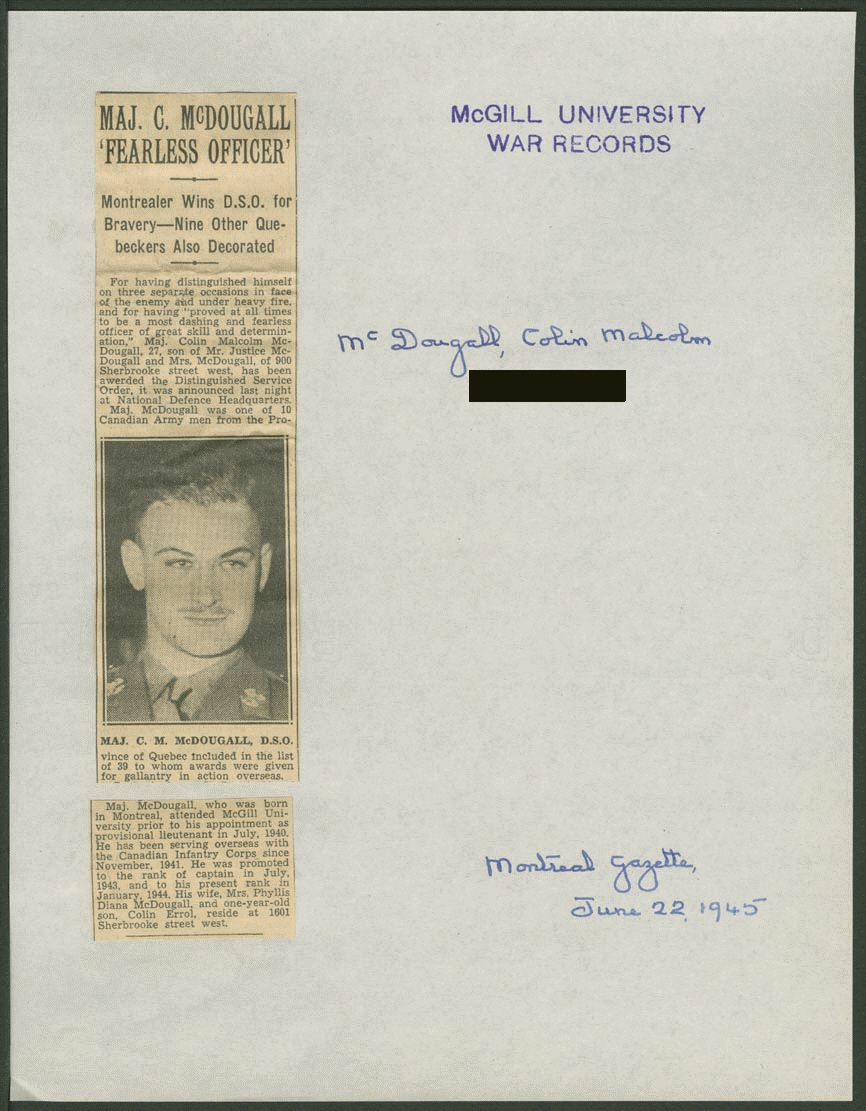 MAJ. C. McDOUGALL
'FEARLESS OFFICER'
Montrealer Wins D.S.O. for
Bravery—Nine Other Que-
beckers Also Decorated
For having distinguished himself
on three separate occasions in face
of the enemy and under heavy fire,
and for having "proved at all times
to be a most dashing and fearless
officer of great skill and determin-
ation," Maj. Colin Malcolm Mc-
Dougall, 27, son of Mr. Justice Mc-
Dougall and Mrs. McDougall, of 900
Sherbrooke street west, has been
awerded the Distinguished Service
Order, it was announced last night
at National Defence Headquarters.
Maj. McDougall was one of 10
Canadian Army men from the Pro-
MAJ. C. M. McDOUGALL, D.S.O.
vince of Quebec included in the list
of 39 to whom awards were given
for gallantry in action overseas.
Maj. McDougall, who was born
in Montreal, attended McGill Uni-
versity prior to his appointment as
provisional lieutenant in July, 1940.
He has been serving overseas with
the Canadian Infantry Corps since
November, 1941. He was promoted
to the rank of captain in July,
1943, and to his present rank in
January, 1944. His wife, Mrs. Phyllis
Diana McDougall, and one-year-old
son, Colin Errol, reside at 1601
Sherbrooke street west.
McGILL UNIVERSITY
WAR RECORDS
McDougall, Colin Malcolm
Montreal Gazette,
June 22, 1945